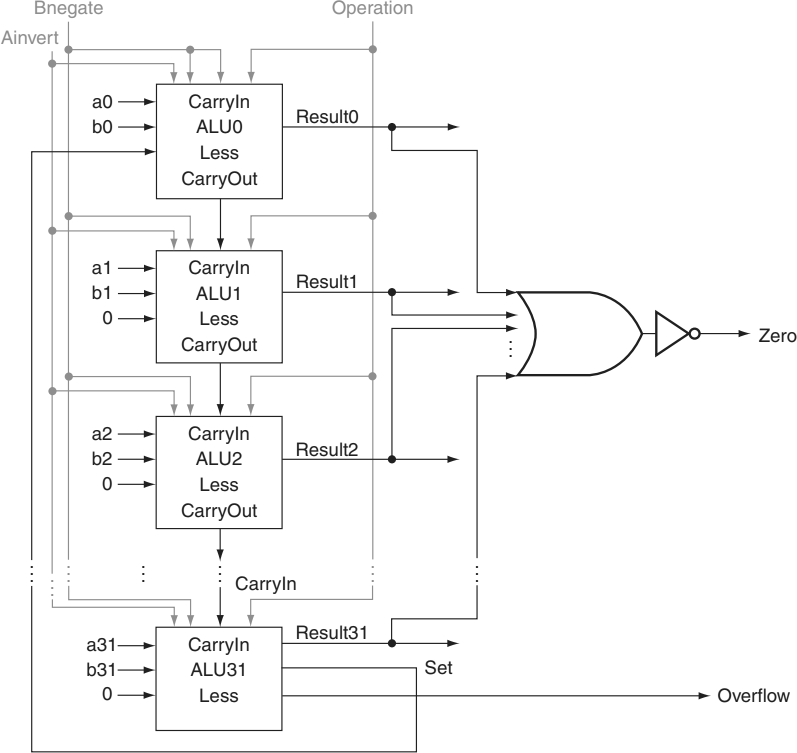 Bnegate
Operation
Ainvert
a0
CarryIn
b0
ALU0
Result0
Less
CarryOut
a1
CarryIn
b1
ALU1
Result1
0
Less
CarryOut
Zero
a2
CarryIn
b2
ALU2
Result2
0
Less
CarryOut
CarryIn
a31
CarryIn
Result31
b31
ALU31
Set
0
Less
Overflow